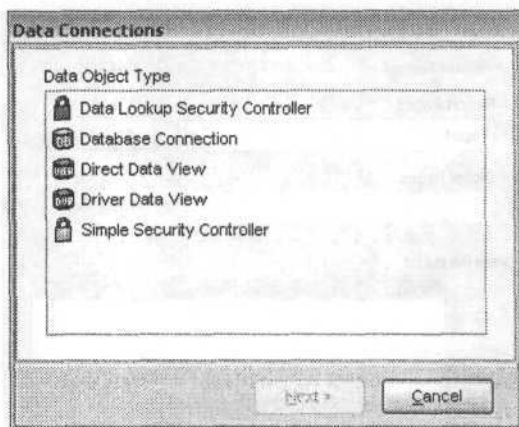 Data Connections
Data Object Type
Data Lookup Security Controller
Database Connection
Direct Data View
Driver Data View
Simple Security Controller
Next >
Cancel